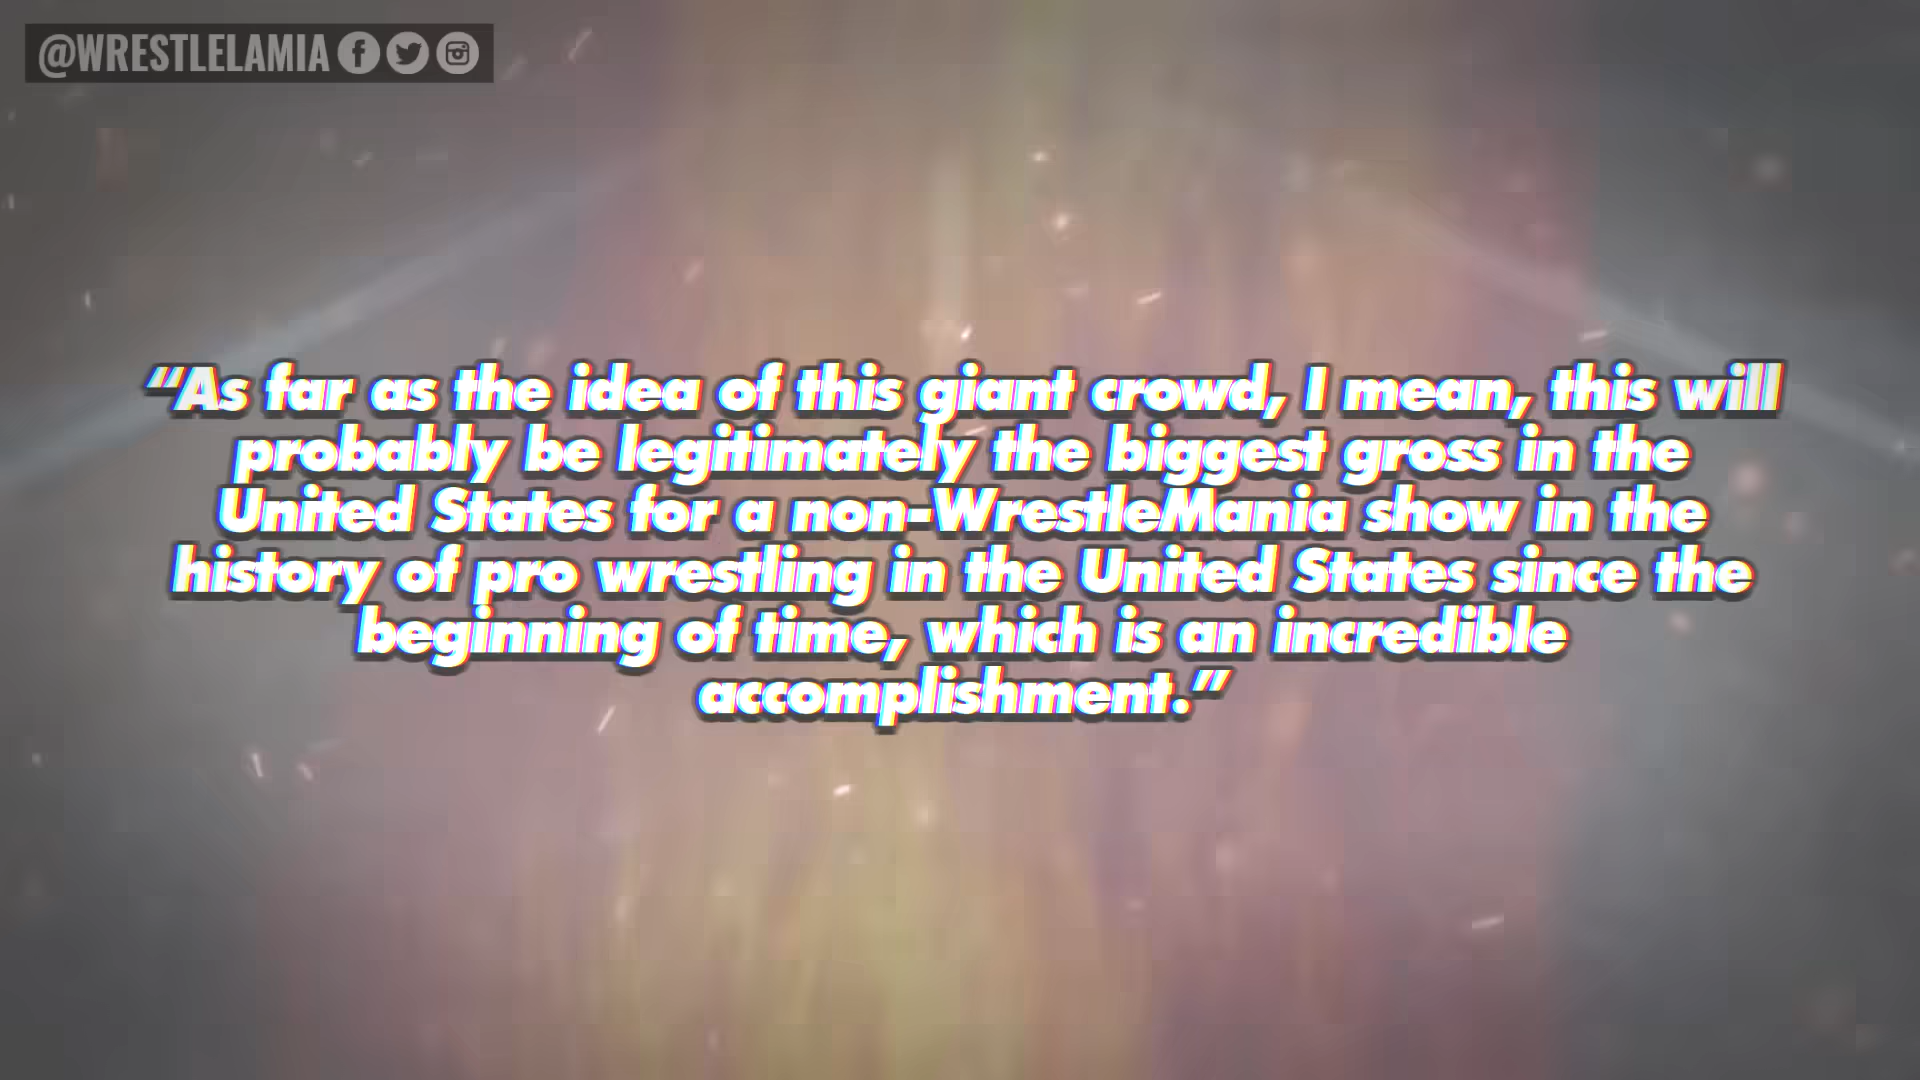 @WRESTLELAMIA
“As far as the idea of this giant crowd, I mean, this will
probably be legitimately the biggest gross in the
United States for a non-WrestleMania show in the
history of pro wrestling in the United States since the
beginning of time, which is an incredible
accomplishment.”